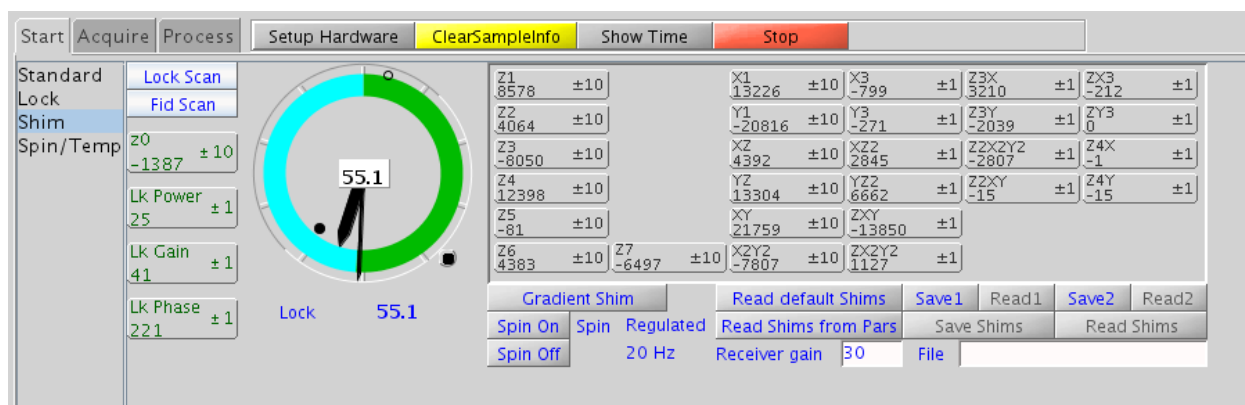 Start Acquire Process Setup Hardware ClearSampleInfo Show Time Stop
Standard
Lock
Shim
Spin/Temp
Lock Scan
Fid Scan
z0
-1387 ±10
Lk Power
25 ±1
Lk Gain
41 ±1
Lk Phase
221 ±1
55.1
Lock 55.1
Z1 X1 X3 Z3X ZX3
8578 ±10 13226 ±10 -799 ±1 3210 ±1 -212 ±1
Z2 Y1 Y3 Z3Y ZY3
4064 ±10 -20816 ±10 -271 ±1 -2039 ±1 0 ±1
Z3 XZ XZ2 Z2X2Y2 Z4X
-8050 ±10 4392 ±10 2845 ±1 -2807 ±1 -1 ±1
Z4 YZ YZ2 Z2XY Z4Y
12398 ±10 13304 ±10 6662 ±1 -15 ±1 -15 ±1
Z5 XY ZXY
-81 ±10 21759 ±10 -13850 ±1
Z6 Z7 X2Y2 ZX2Y2
4383 ±10 -6497 ±10 -7807 ±10 1127 ±1
Gradient Shim Read default Shims Save1 Read1 Save2 Read2
Spin On Spin Regulated Read Shims from Pars Save Shims Read Shims
Spin Off 20 Hz Receiver gain 30 File